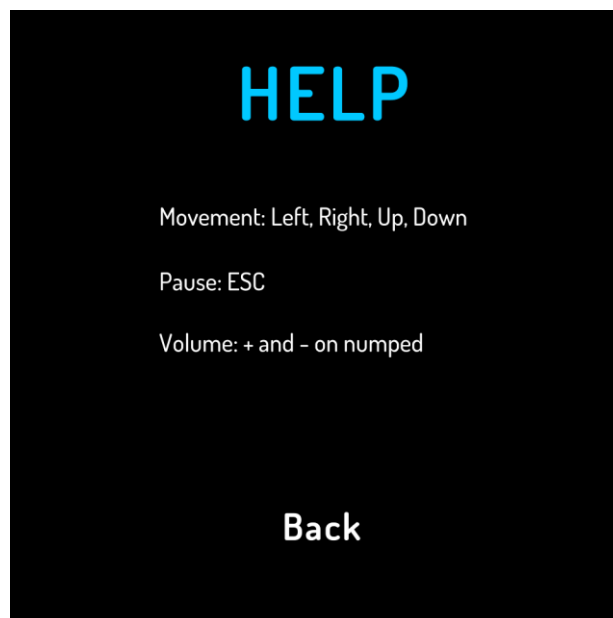 HELP
Movement: Left, Right, Up, Down
Pause: ESC
Volume: + and - on numped
Back